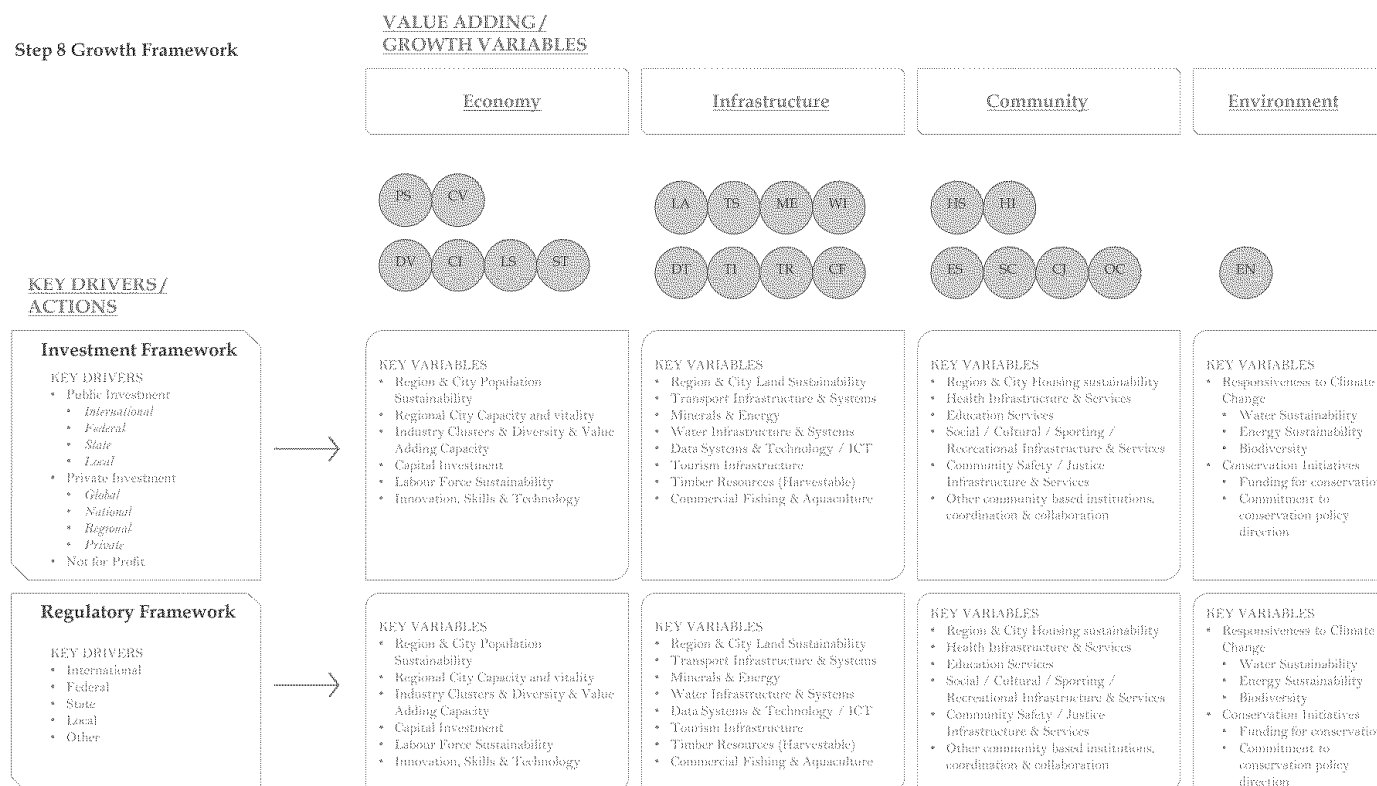 Step 8 Growth Framework
VALUE ADDING/
GROWTH VARIABLES
Economy
Infrastructure
Community
Environment
PS CV
DV CI LS ST
LA TS ME WI
DT TI TR CF
HS HI
ES SC CJ OC
EN
KEY DRIVERS/
ACTIONS
Investment Framework
KEY DRIVERS
• Public Investment
• International
• Federal
• State
• Local
• Private Investment
• Global
• National
• Regional
• Private
• Not for Profit
KEY VARIABLES
• Region & City Population
Sustainability
• Regional City Capacity and vitality
• Industry Clusters & Diversity & Value
Adding Capacity
• Capital Investment
• Labour Force Sustainability
• Innovation, Skills & Technology
KEY VARIABLES
• Region & City Land Sustainability
• Transport Infrastructure & Systems
• Minerals & Energy
• Water Infrastructure & Systems
• Data Systems & Technology / ICT
• Tourism Infrastructure
• Timber Resources (Harvestable)
• Commercial Fishing & Aquaculture
KEY VARIABLES
• Region & City Housing sustainability
• Health Infrastructure & Services
• Education Services
• Social / Cultural / Sporting /
Recreational Infrastructure & Services
• Community Safety / Justice
Infrastructure & Services
• Other community based institutions,
coordination & collaboration
KEY VARIABLES
• Responsiveness to Climate
Change
• Water Sustainability
• Energy Sustainability
• Biodiversity
• Conservation Initiatives
• Funding for conservatio
• Commitment to
conservation policy
direction
Regulatory Framework
KEY DRIVERS
• International
• Federal
• State
• Local
• Other
KEY VARIABLES
• Region & City Population
Sustainability
• Regional City Capacity and vitality
• Industry Clusters & Diversity & Value
Adding Capacity
• Capital Investment
• Labour Force Sustainability
• Innovation, Skills & Technology
KEY VARIABLES
• Region & City Land Sustainability
• Transport Infrastructure & Systems
• Minerals & Energy
• Water Infrastructure & Systems
• Data Systems & Technology / ICT
• Tourism Infrastructure
• Timber Resources (Harvestable)
• Commercial Fishing & Aquaculture
KEY VARIABLES
• Region & City Housing sustainability
• Health Infrastructure & Services
• Education Services
• Social / Cultural / Sporting /
Recreational Infrastructure & Services
• Community Safety / Justice
Infrastructure & Services
• Other community based institutions,
coordination & collaboration
KEY VARIABLES
• Responsiveness to Climate
Change
• Water Sustainability
• Energy Sustainability
• Biodiversity
• Conservation Initiatives
• Funding for conservatio
• Commitment to
conservation policy
direction